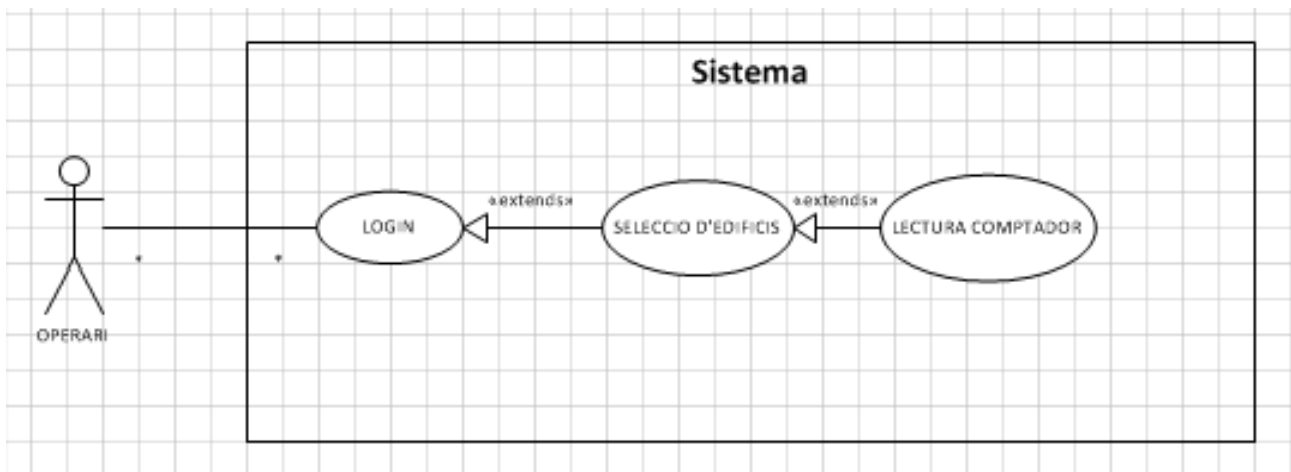 Sistema
«extends»
«extends»
LOGIN
SELECCIO D'EDIFICIS
LECTURA COMPTADOR
*
*
OPERARI